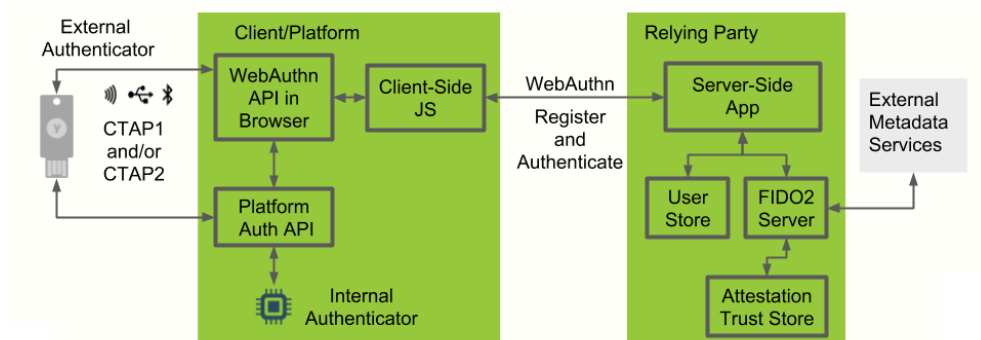 External
Authenticator
CTAP1
and/or
CTAP2
Y
Client/Platform
WebAuthn
API in
Browser
Client-Side
JS
Platform
Auth API
Internal
Authenticator
WebAuthn
Register
and
Authenticate
Relying Party
Server-Side
App
User
Store
FIDO2
Server
Attestation
Trust Store
External
Metadata
Services